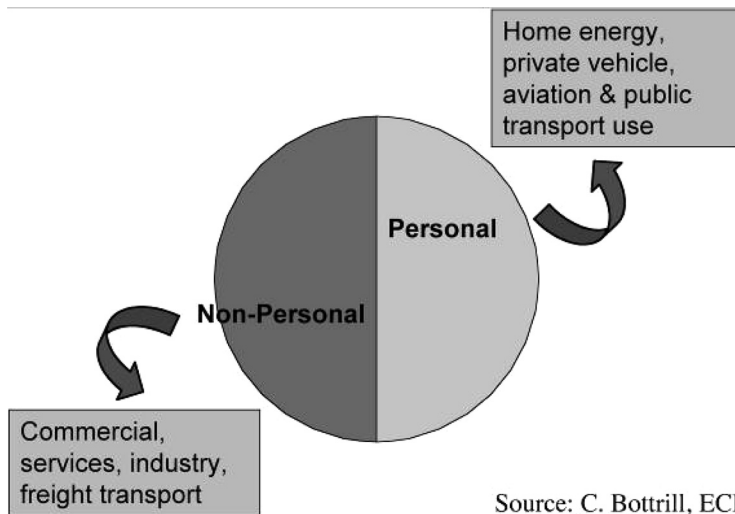 Home energy,
private vehicle,
aviation & public
transport use
Personal
Non-Personal
Commercial,
services, industry,
freight transport
Source: C. Bottrill,